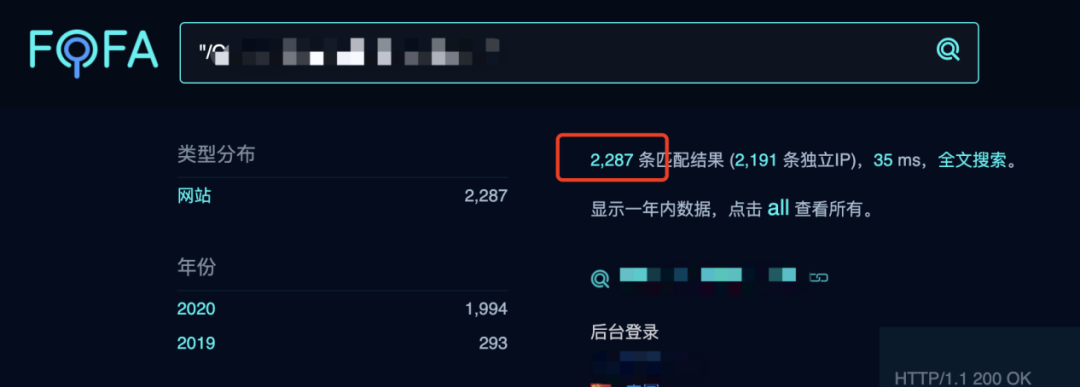 FOFA
类型分布
网站 2,287
年份
2020 1,994
2019 293
2,287 条匹配结果 (2,191 条独立IP)，35 ms，全文搜索。
显示一年内数据，点击 all 查看所有。
后台登录
HTTP/1.1 200 OK